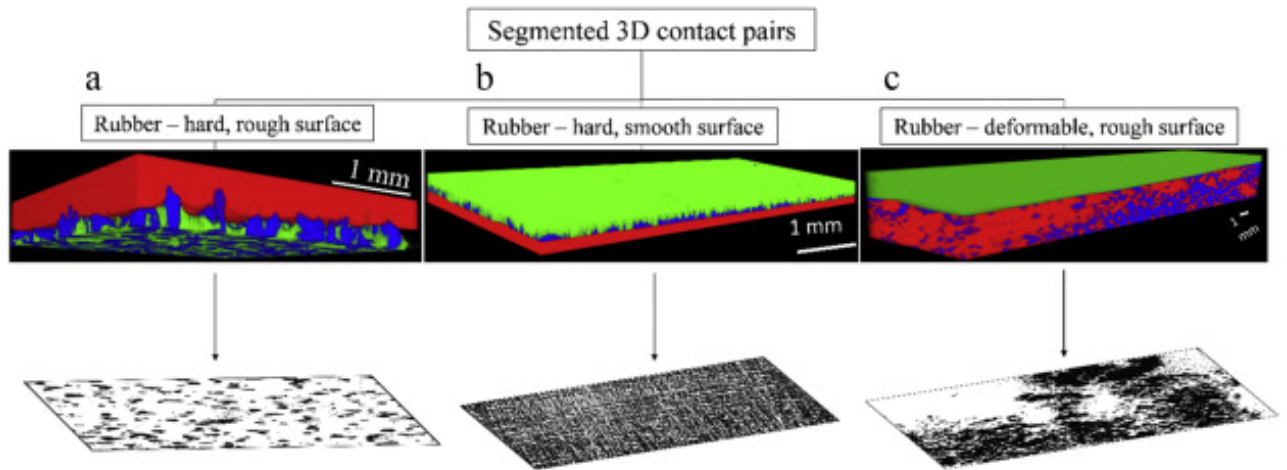 Segmented 3D contact pairs
a
b
c
Rubber – hard, rough surface
Rubber – hard, smooth surface
Rubber – deformable, rough surface
1 mm
1 mm
1
mm